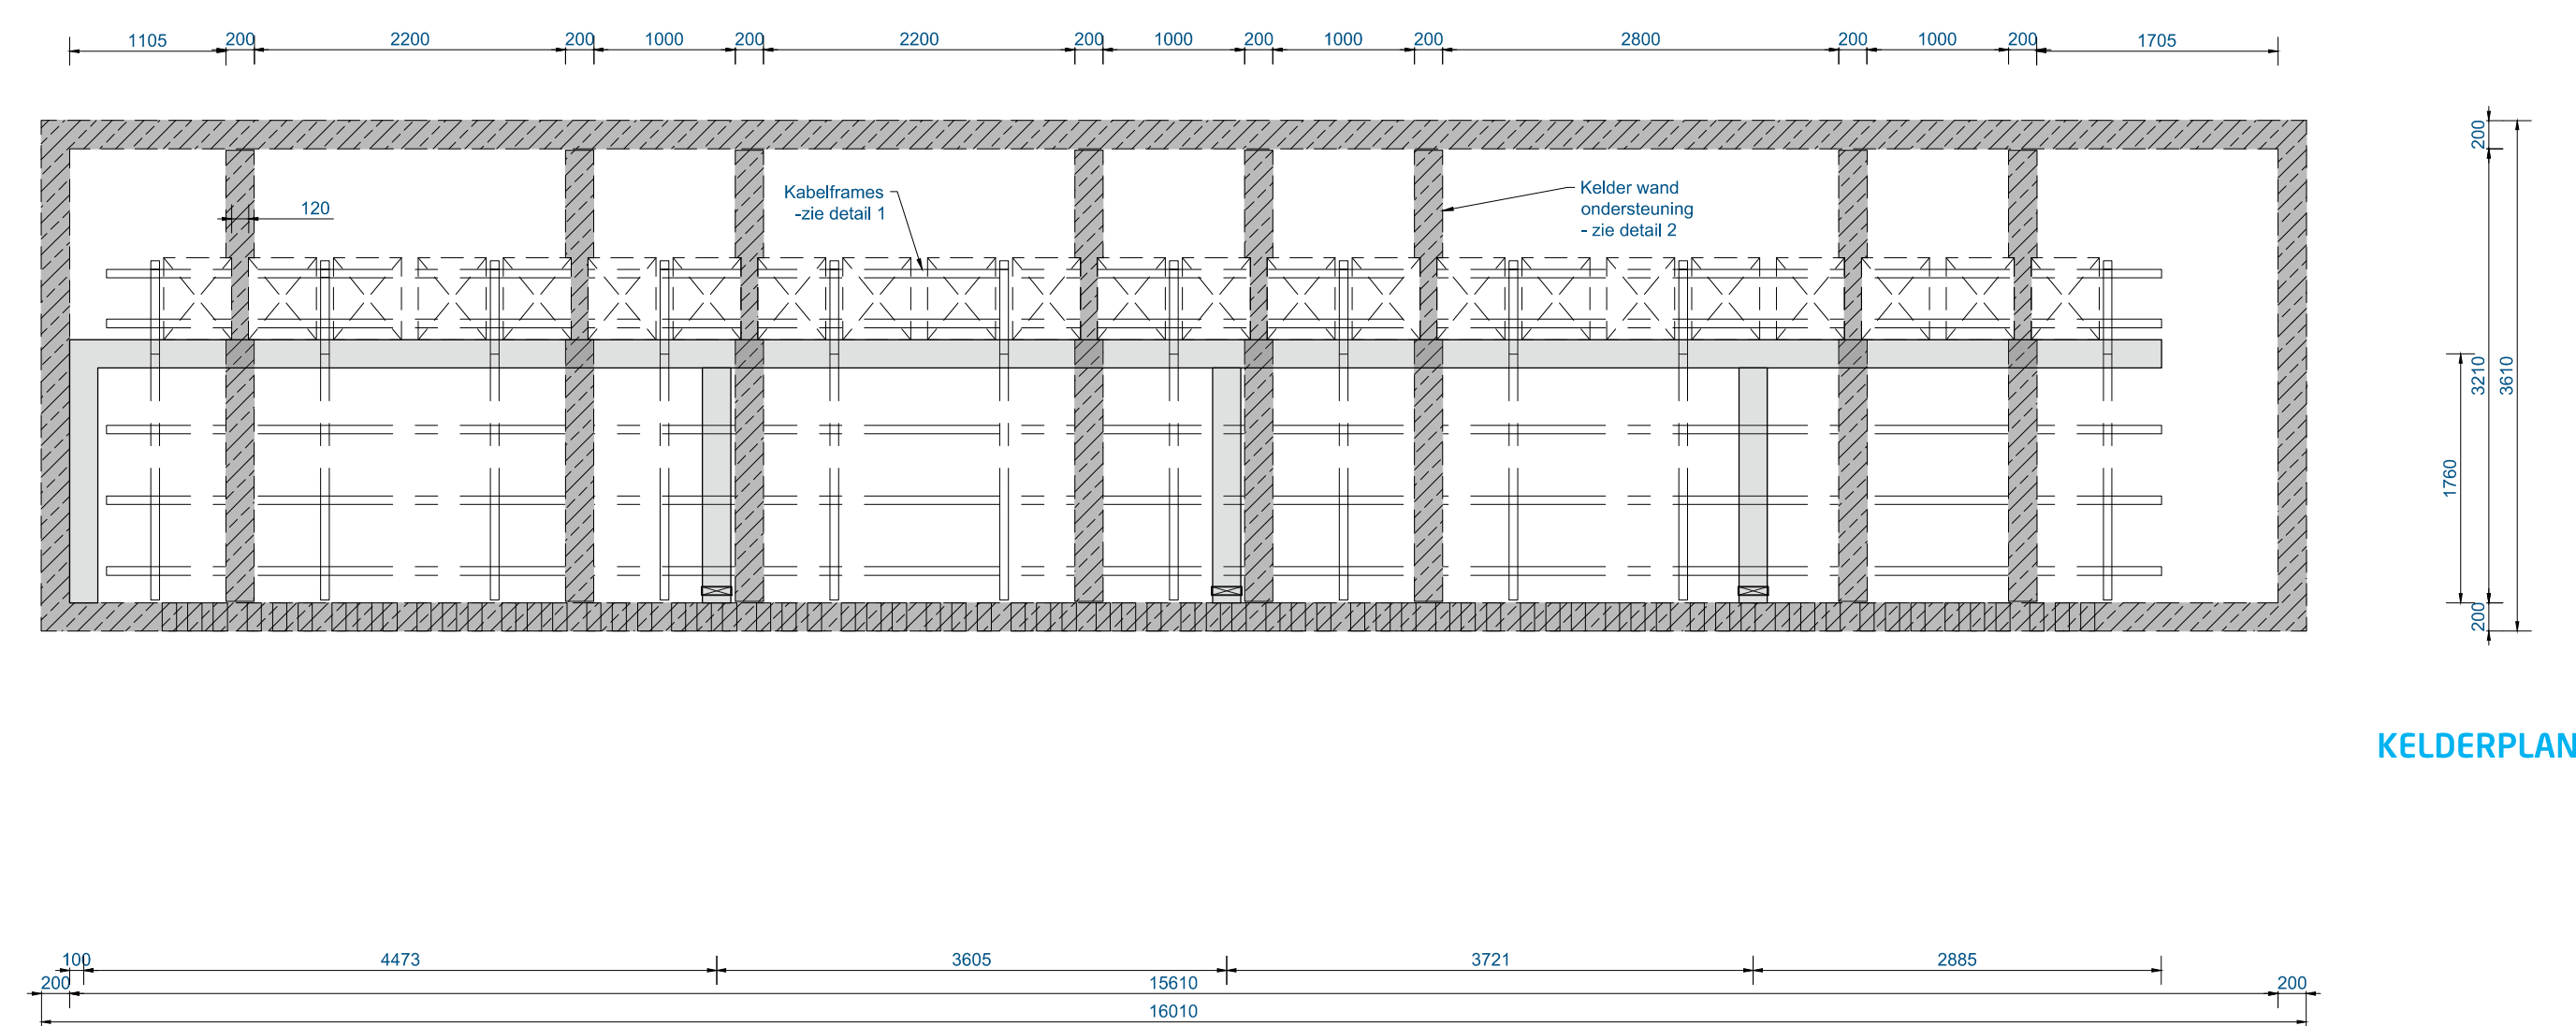 1105 200 2200 200 1000 200 2200 200 1000 200 1000 200 2800 200 1000 200 1705
200
Kabelframes
-zie detail 1
Kelder wand
ondersteuning
- zie detail 2
120
3210
3610
1760
200
KELDERPLAN
100 4473 3605 3721 2885
200 15610 200
16010